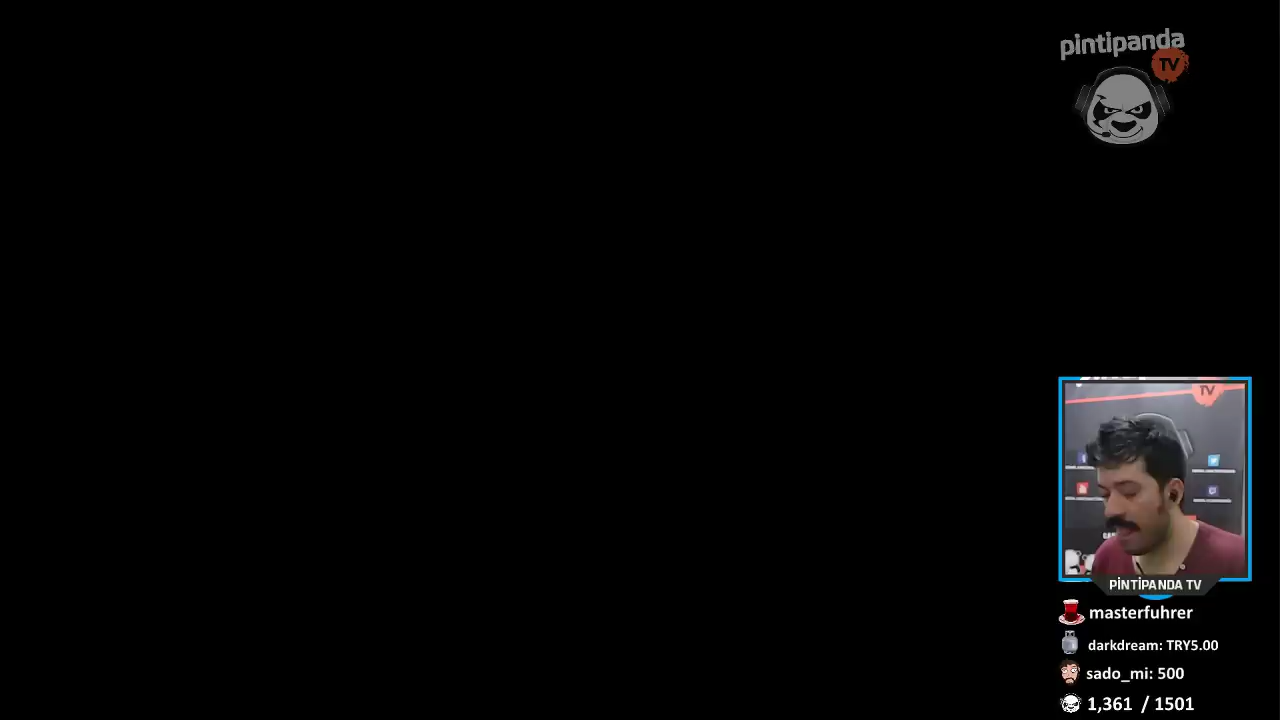 pintipanda
TV
TV
PİNTİPANDA TV
masterfuhrer
darkdream: TRY5.00
sado_mi: 500
1,361 / 1501